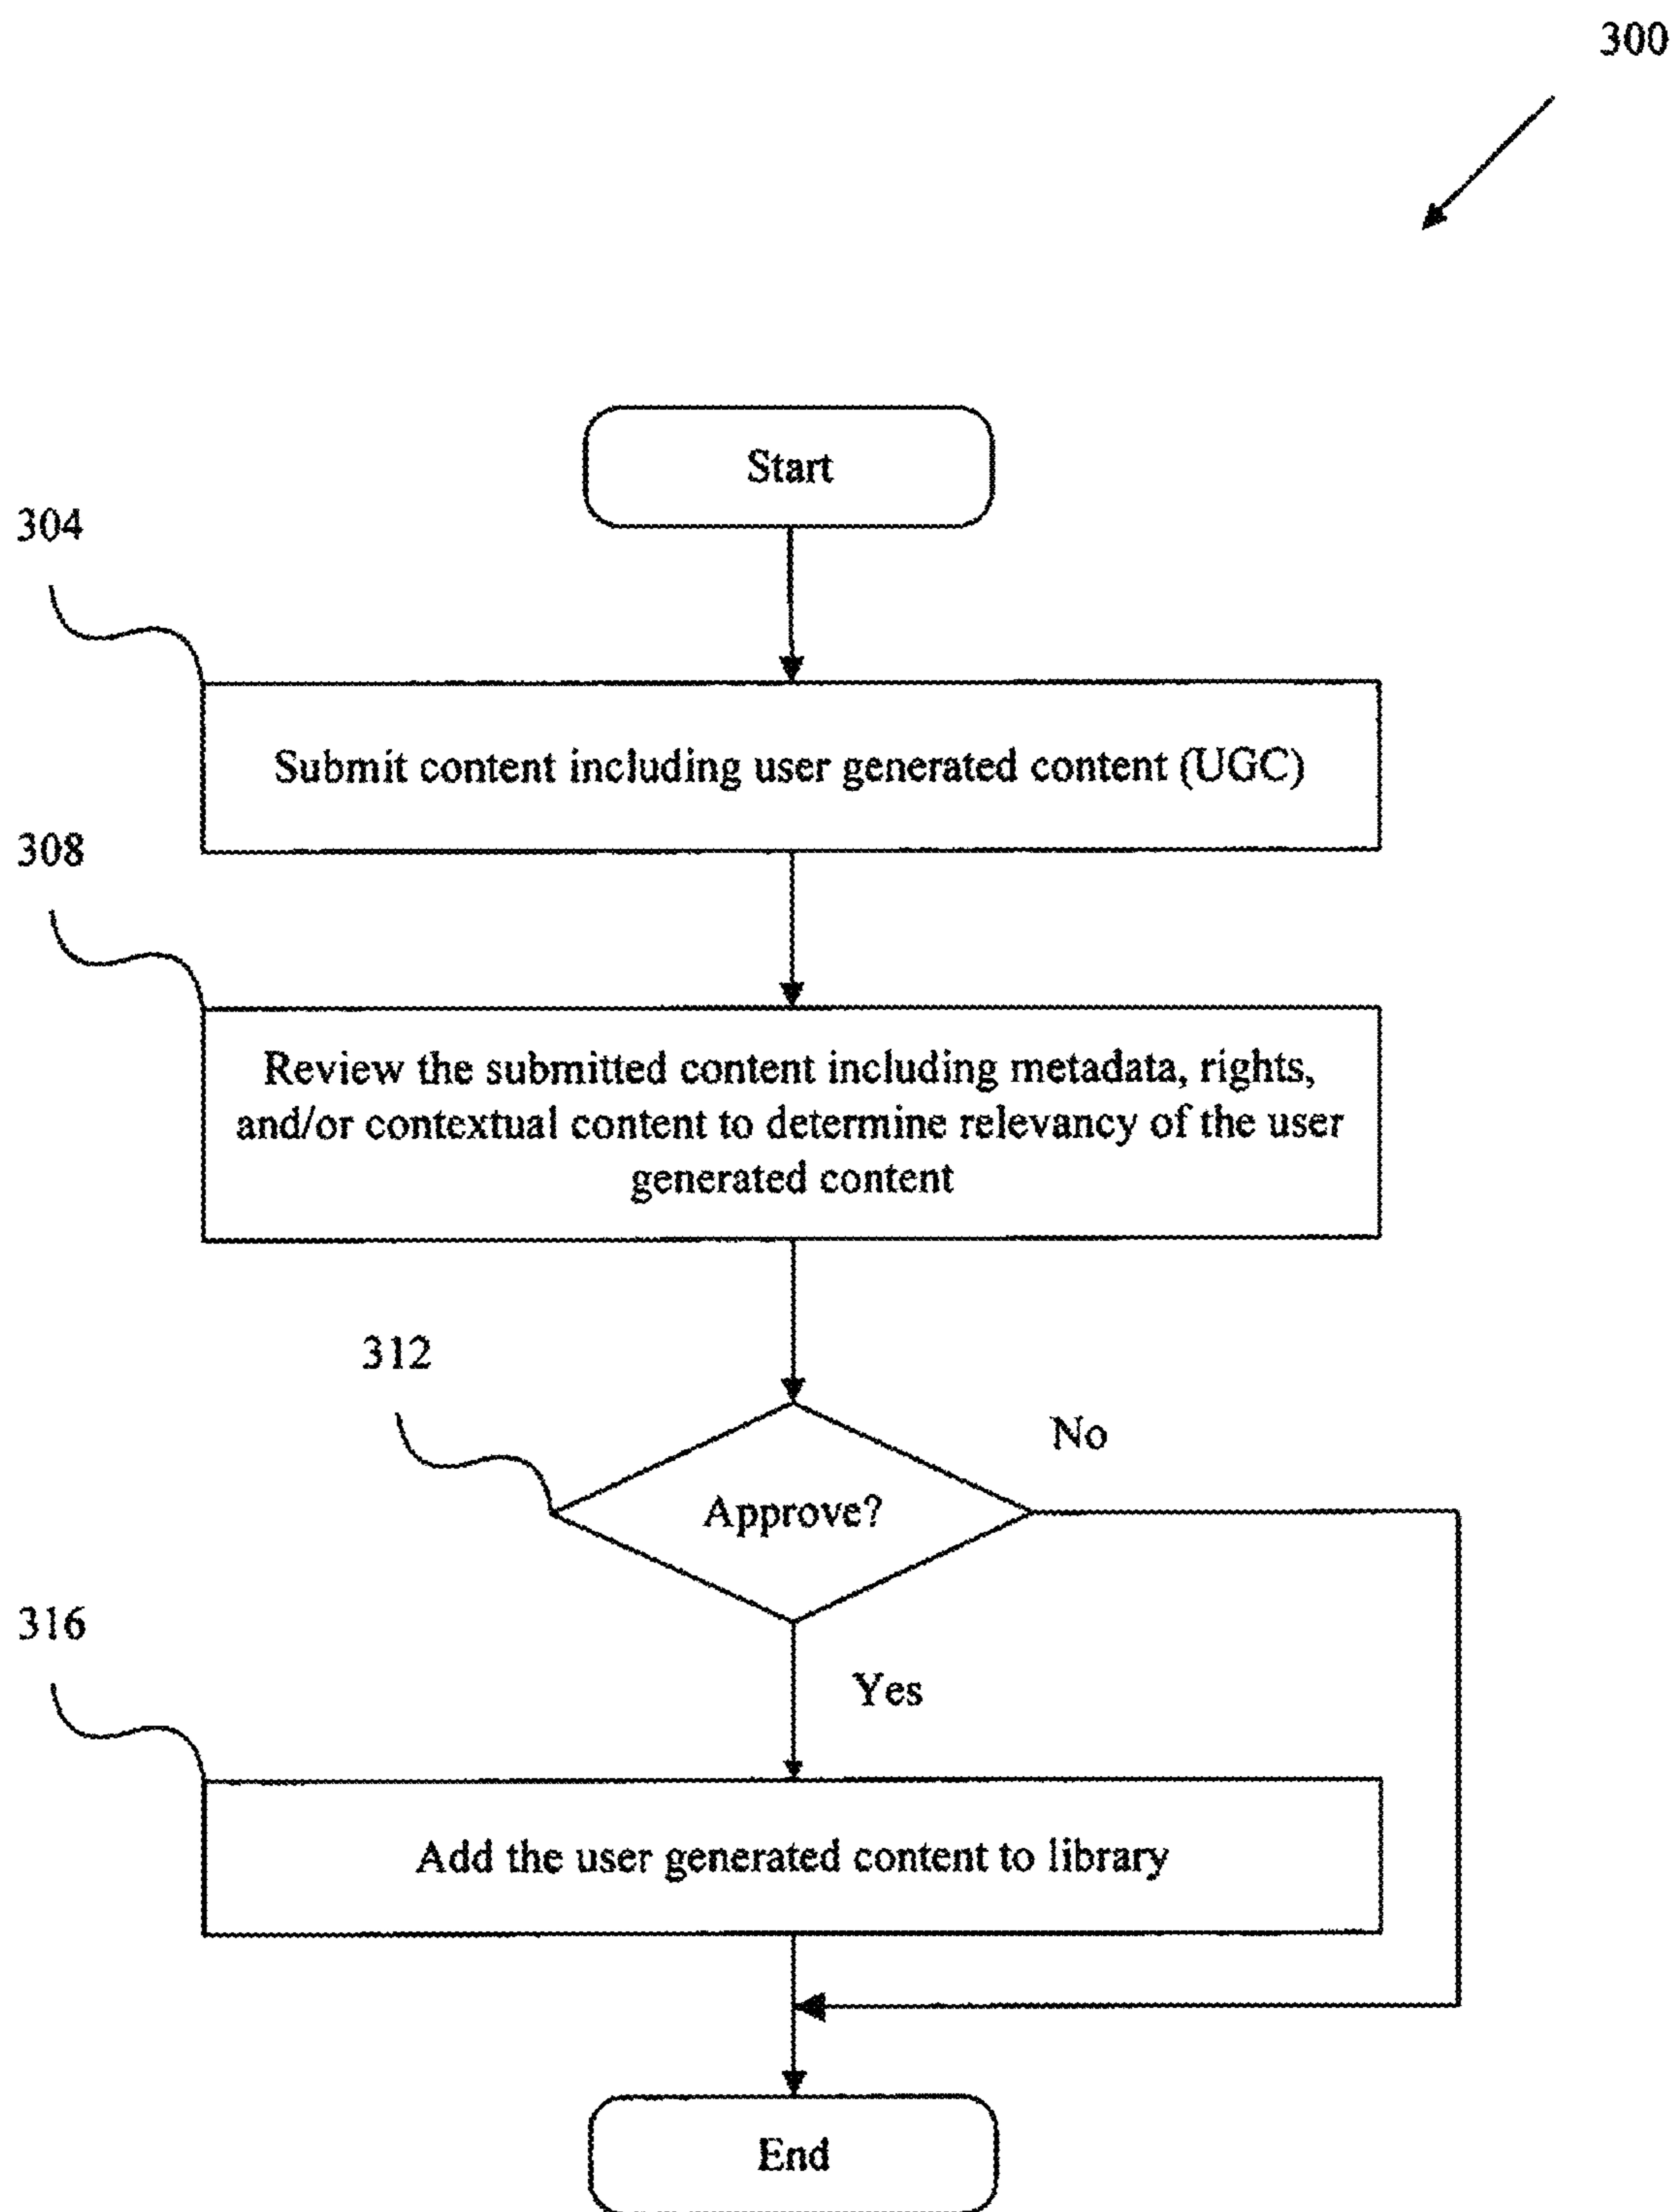 300
Start
304
Submit content including user generated content (UGC)
308
Review the submitted content including metadata, rights,
and/or contextual content to determine relevancy of the user
generated content
312
No
Approve?
316
Yes
Add the user generated content to library
End